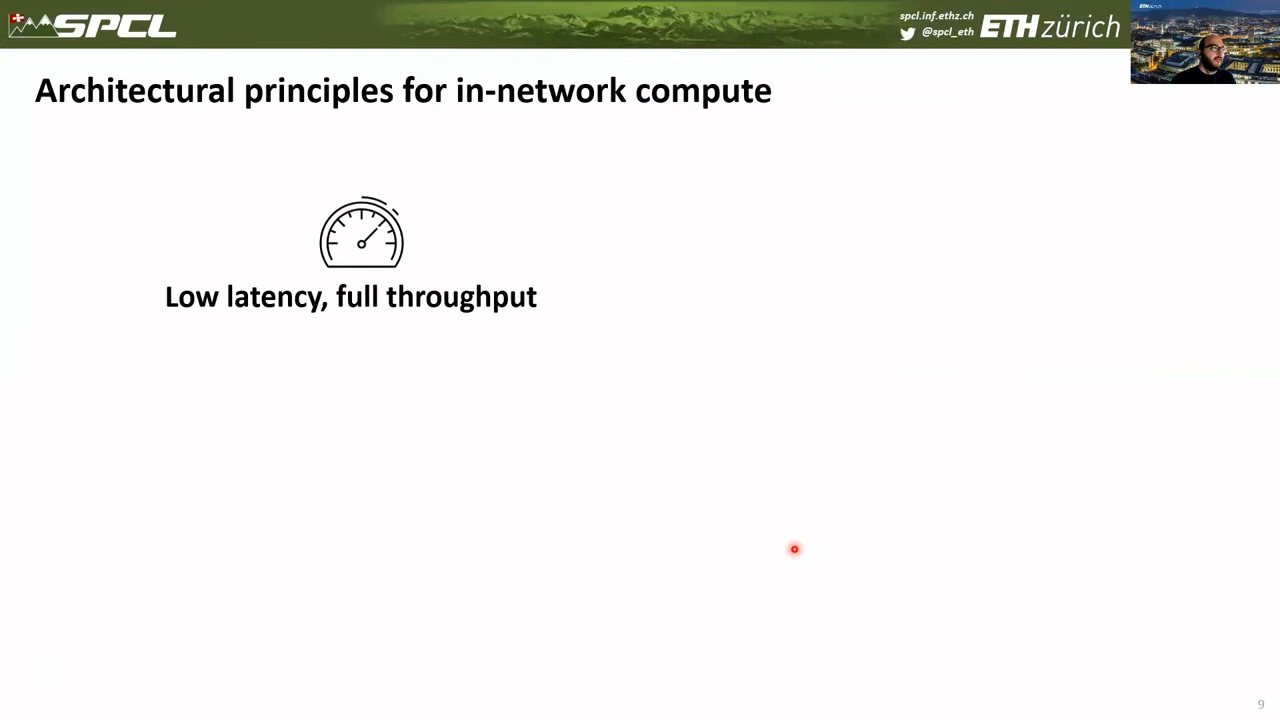 SPCL
spcl.inf.ethz.ch
@spcl_eth
ETH zürich
Architectural principles for in-network compute
Low latency, full throughput
9